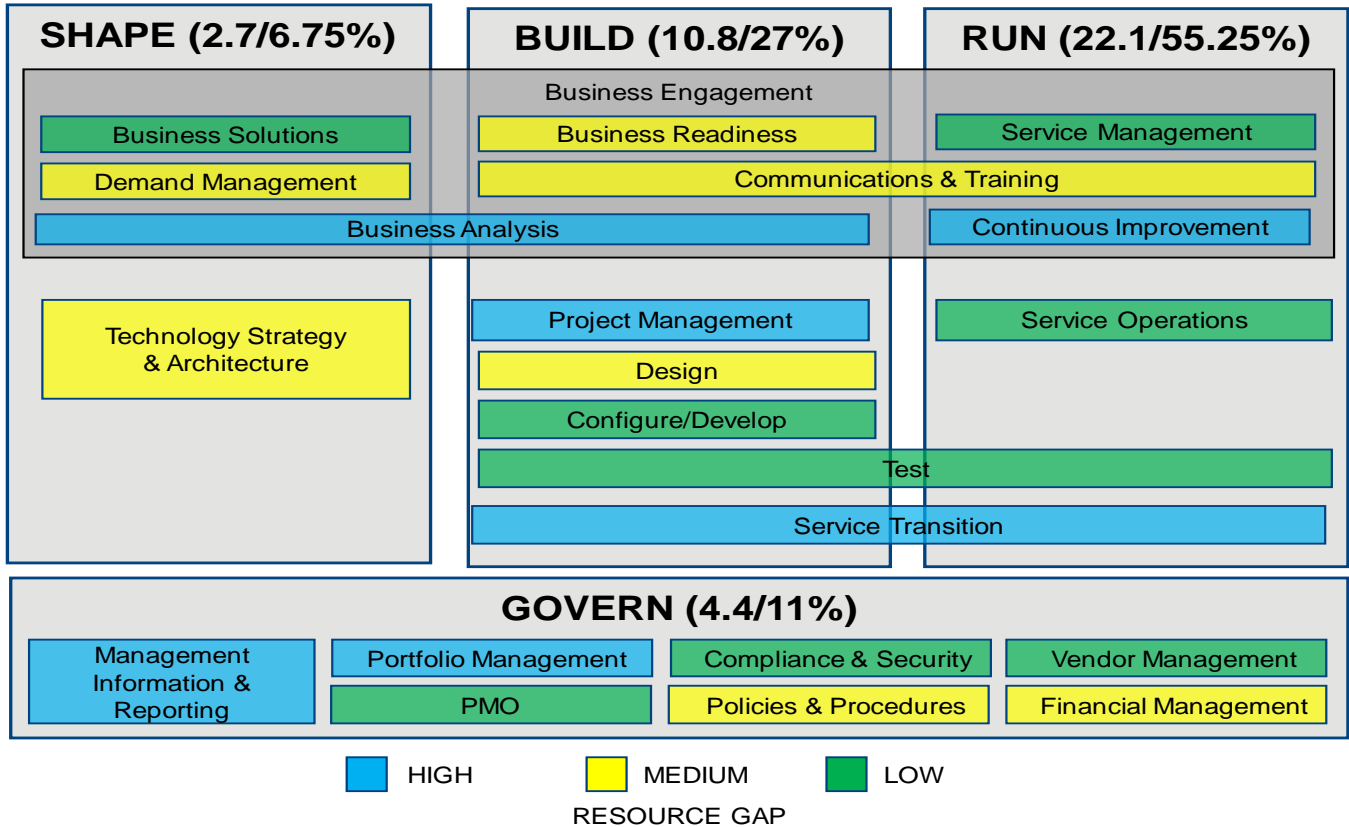 SHAPE (2.7/6.75%)
BUILD (10.8/27%)
RUN (22.1/55.25%)
Business Engagement
Business Solutions
Business Readiness
Service Management
Demand Management
Communications & Training
Business Analysis
Continuous Improvement
Technology Strategy
& Architecture
Project Management
Service Operations
Design
Configure/Develop
Test
Service Transition
GOVERN (4.4/11%)
Management
Information &
Reporting
Portfolio Management
Compliance & Security
Vendor Management
PMO
Policies & Procedures
Financial Management
HIGH
MEDIUM
LOW
RESOURCE GAP